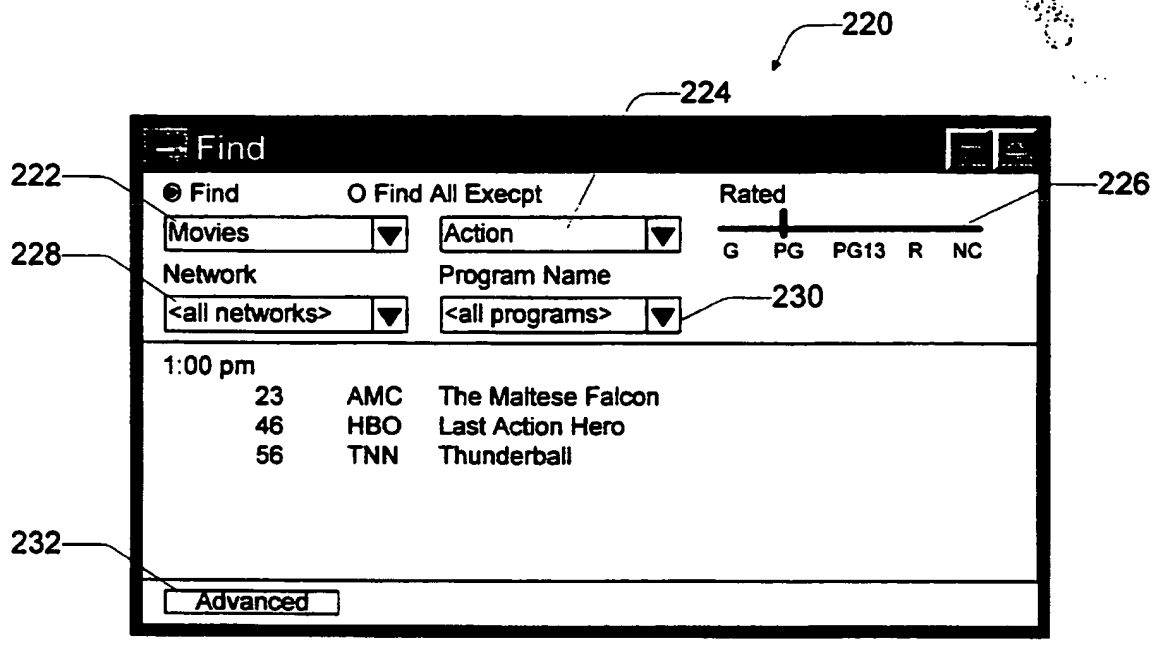 220
224
Find
222
Find Find All Execpt Rated
226
Movies Action
G PG PG13 R NC
228
Network Program Name
<all networks> <all programs>
230
1:00 pm
23 AMC The Maltese Falcon
46 HBO Last Action Hero
56 TNN Thunderball
232
Advanced